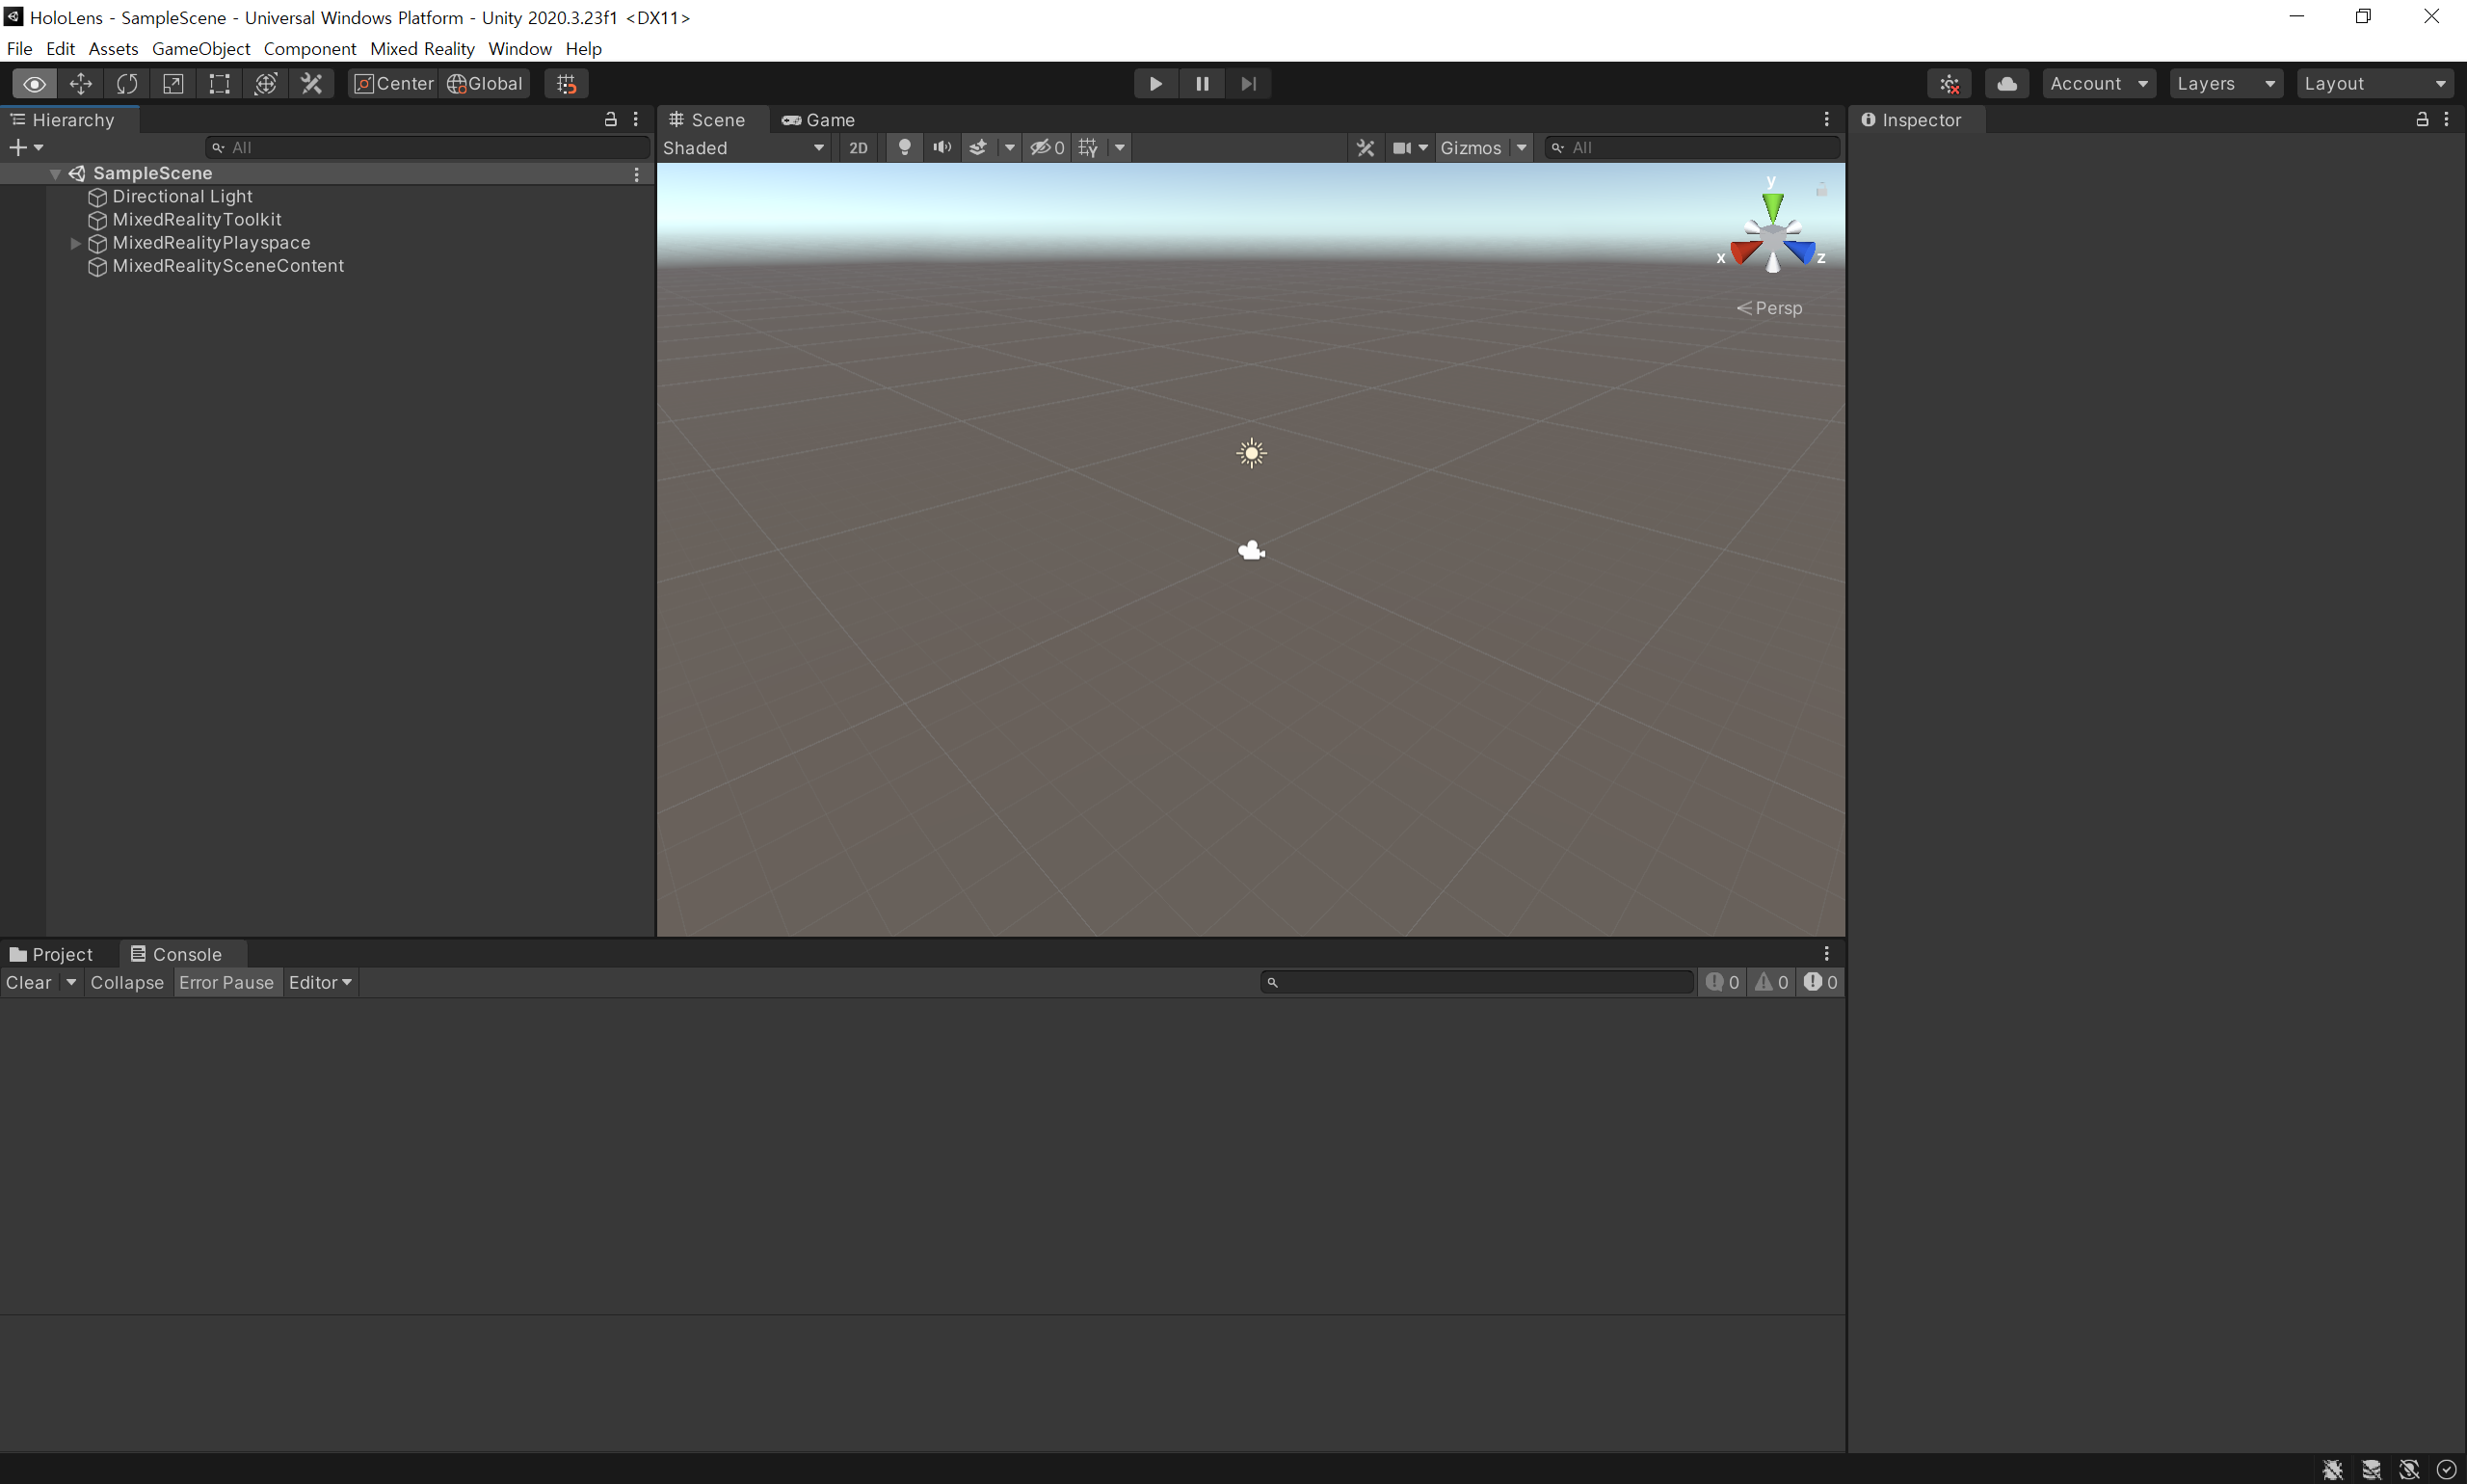 HoloLens - SampleScene - Universal Windows Platform - Unity 2020.3.23f1 <DX11>
File Edit Assets GameObject Component Mixed Reality Window Help
Center Global Account Layers Layout
Hierarchy
All
SampleScene
Directional Light
MixedRealityToolkit
MixedRealityPlayspace
MixedRealitySceneContent
Scene Game
Shaded 2D 0 Gizmos All
y
x z
Persp
Inspector
Project Console
Clear Collapse Error Pause Editor 0 0 0